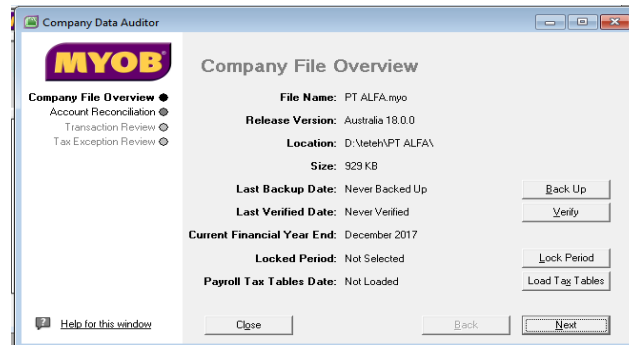 Company Data Auditor
MYOB
Company File Overview
Company File Overview
Account Reconciliation
Transaction Review
Tax Exception Review
File Name: PT ALFA.myo
Release Version: Australia 18.0.0
Location: D:\teteh\PT ALFA\
Size: 929 KB
Last Backup Date: Never Backed Up Back Up
Last Verified Date: Never Verified Verify
Current Financial Year End: December 2017
Locked Period: Not Selected Lock Period
Payroll Tax Tables Date: Not Loaded Load Tax Tables
Help for this window Close Back Next